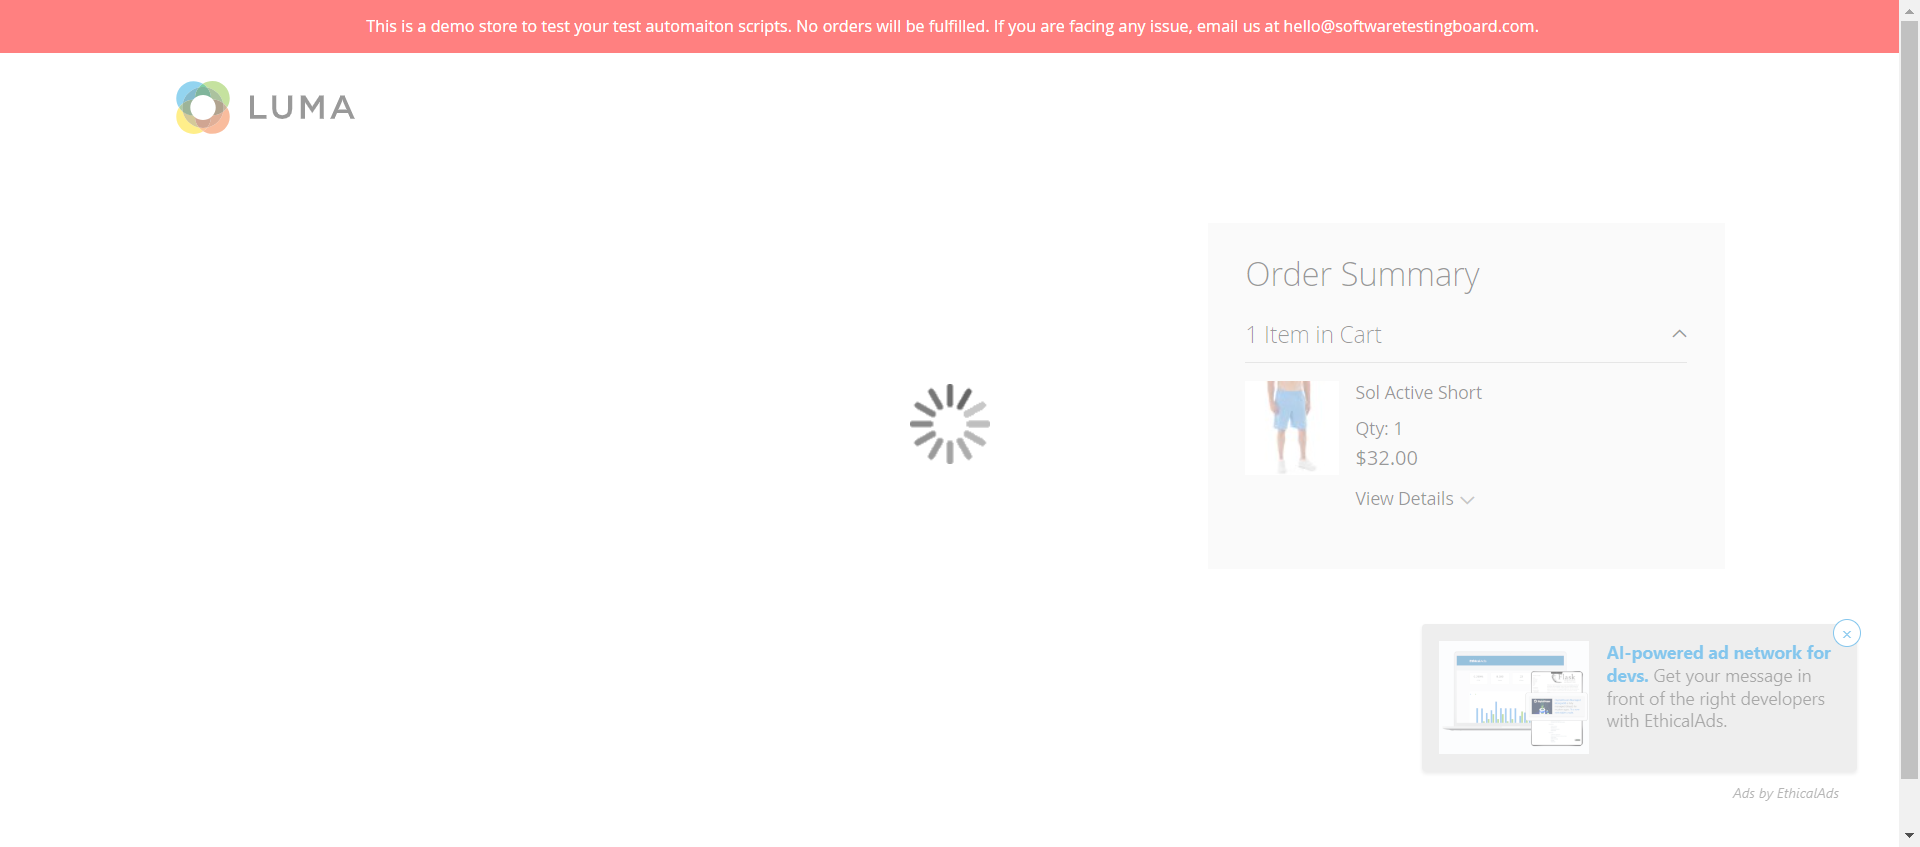 This is a demo store to test your test automaiton scripts. No orders will be fulfilled. If you are facing any issue, email us at hello@softwaretestingboard.com.
LUMA
Order Summary
1 Item in Cart
Sol Active Short
Qty: 1
$32.00
View Details
AI-powered ad network for
devs. Get your message in
front of the right developers
with EthicalAds.
Ads by EthicalAds